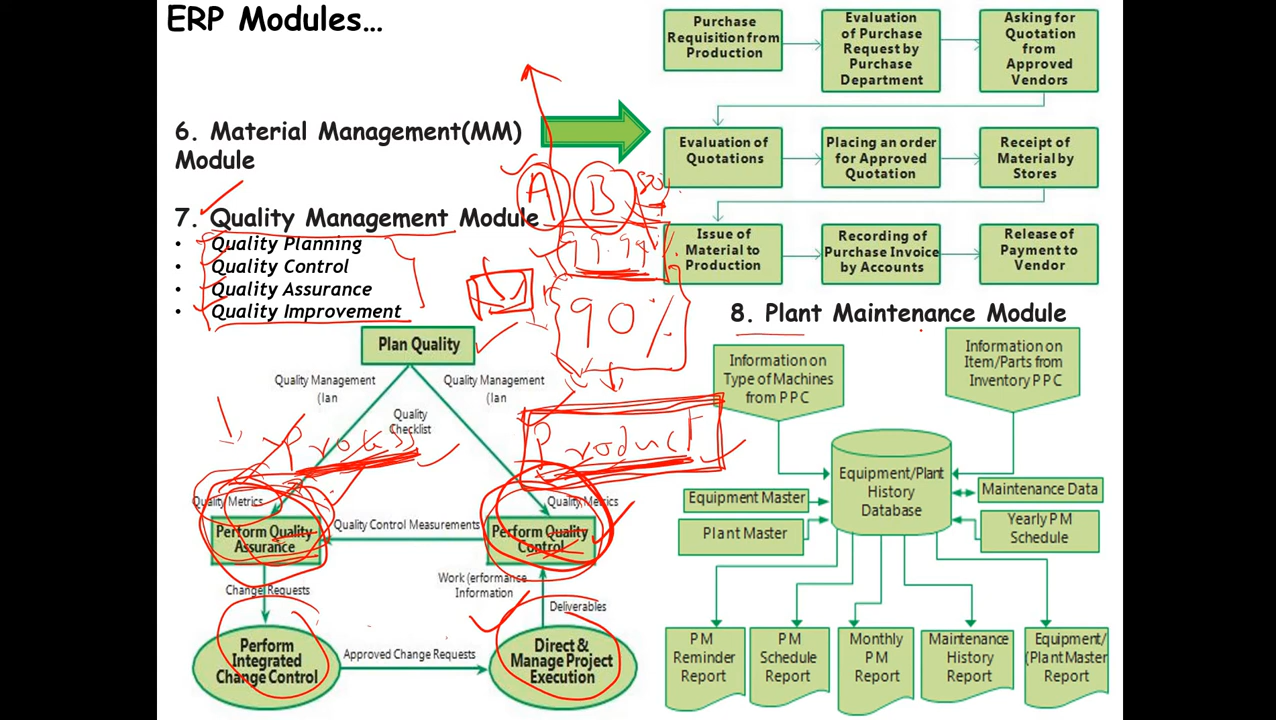 ERP Modules...
6. Material Management(MM)
Module
7. Quality Management Module
• Quality Planning
• Quality Control
• Quality Assurance
• Quality Improvement
Purchase
Requisition from
Production
Evaluation
of Purchase
Request by
Purchase
Department
Asking for
Quotation
from
Approved
Vendors
Evaluation of
Quotations
Placing an order
for Approved
Quotation
Receipt of
Material by
Stores
Issue of
Material to
Production
Recording of
Purchase Invoice
by Accounts
Release of
Payment to
Vendor
A
B
80%
99.99%
90%
Plan Quality
Quality Management
(lan
Quality Management
(lan
Quality
Checklist
Process
Product
Quality Metrics
Quality Metrics
Perform Quality
Assurance
Quality Control Measurements
Perform Quality
Control
Change Requests
Work (erformance
Information
Deliverables
Perform
Integrated
Change Control
Approved Change Requests
Direct &
Manage Project
Execution
8. Plant Maintenance Module
Information on
Type of Machines
from PPC
Information on
Item/Parts from
Inventory PPC
Equipment/Plant
History
Database
Equipment Master
Plant Master
Maintenance Data
Yearly PM
Schedule
PM
Reminder
Report
PM
Schedule
Report
Monthly
PM
Report
Maintenance
History
Report
Equipment/
(Plant Master
Report